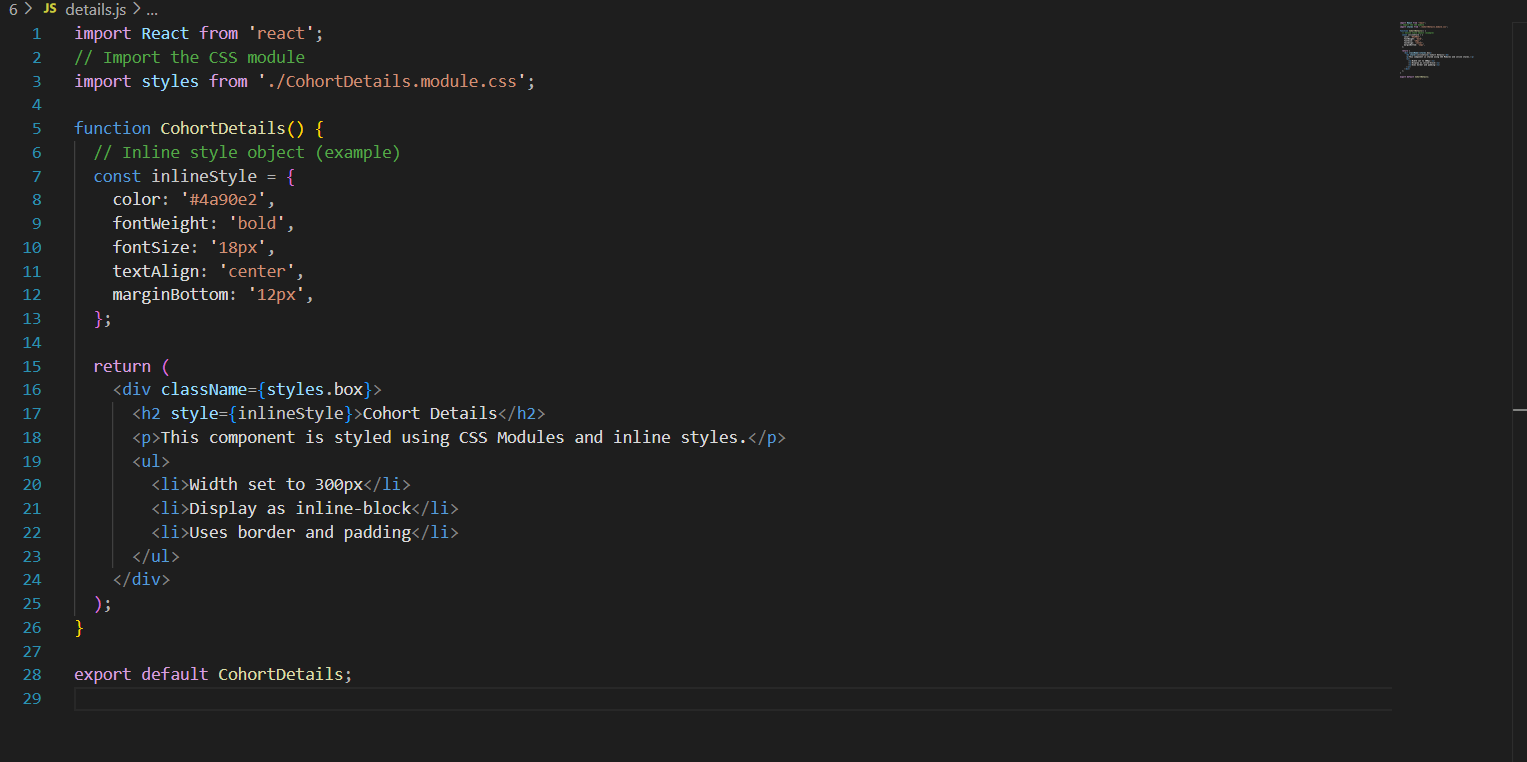 6 > JS details.js > ...
1 import React from 'react';
2 // Import the CSS module
3 import styles from './CohortDetails.module.css';
4
5 function CohortDetails() {
6   // Inline style object (example)
7   const inlineStyle = {
8     color: '#4a90e2',
9     fontWeight: 'bold',
10     fontSize: '18px',
11     textAlign: 'center',
12     marginBottom: '12px',
13   };
14
15   return (
16     <div className={styles.box}>
17       <h2 style={inlineStyle}>Cohort Details</h2>
18       <p>This component is styled using CSS Modules and inline styles.</p>
19       <ul>
20         <li>Width set to 300px</li>
21         <li>Display as inline-block</li>
22         <li>Uses border and padding</li>
23       </ul>
24     </div>
25   );
26 }
27
28 export default CohortDetails;
29